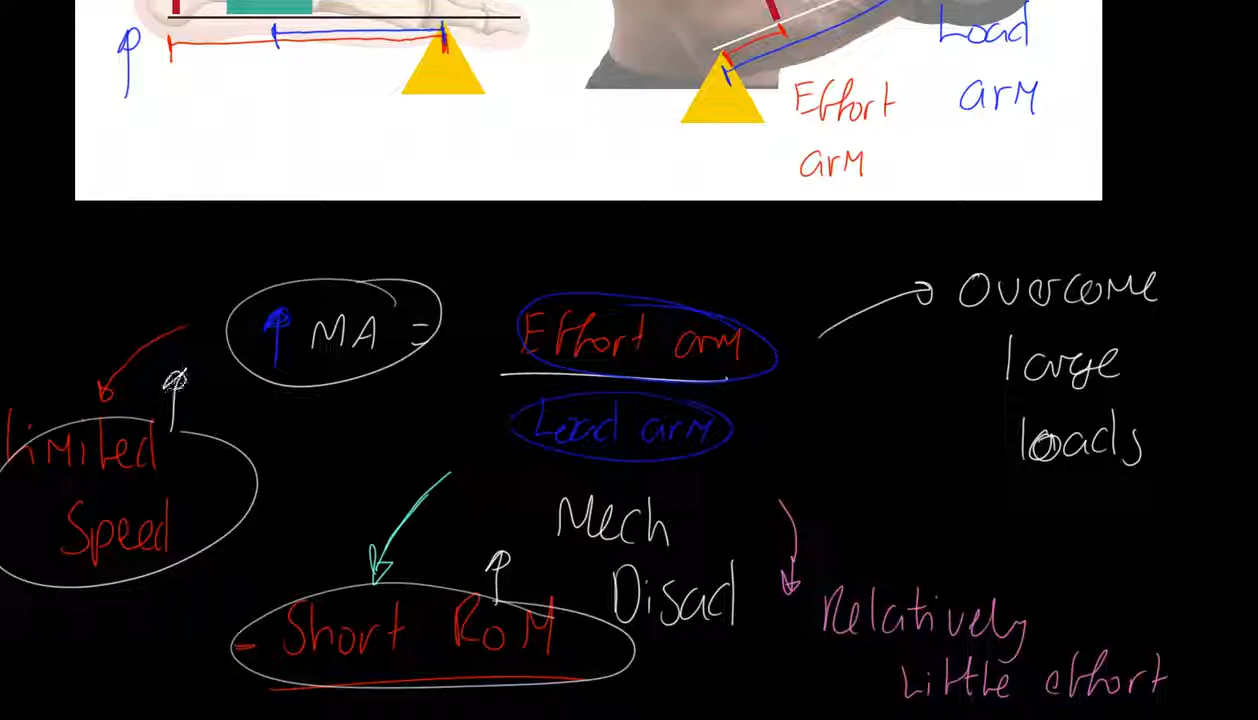 Load
arm
Effort
arm
MA =
Effort arm
Load arm
Overcome
large
loads
Limited
Speed
Mech
Disad
- Short RoM
Relatively
Little effort